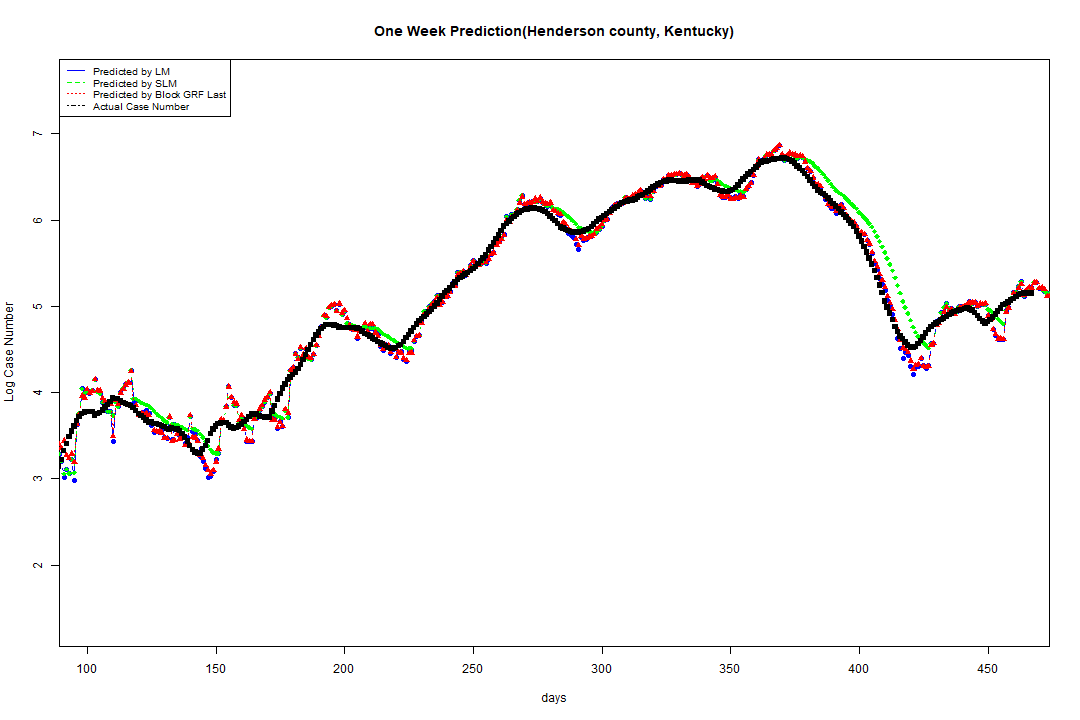 One Week Prediction(Henderson county, Kentucky)
Predicted by LM
Predicted by SLM
Predicted by Block GRF Last
Actual Case Number
Log Case Number
7
6
5
4
3
2
100 150 200 250 300 350 400 450
days